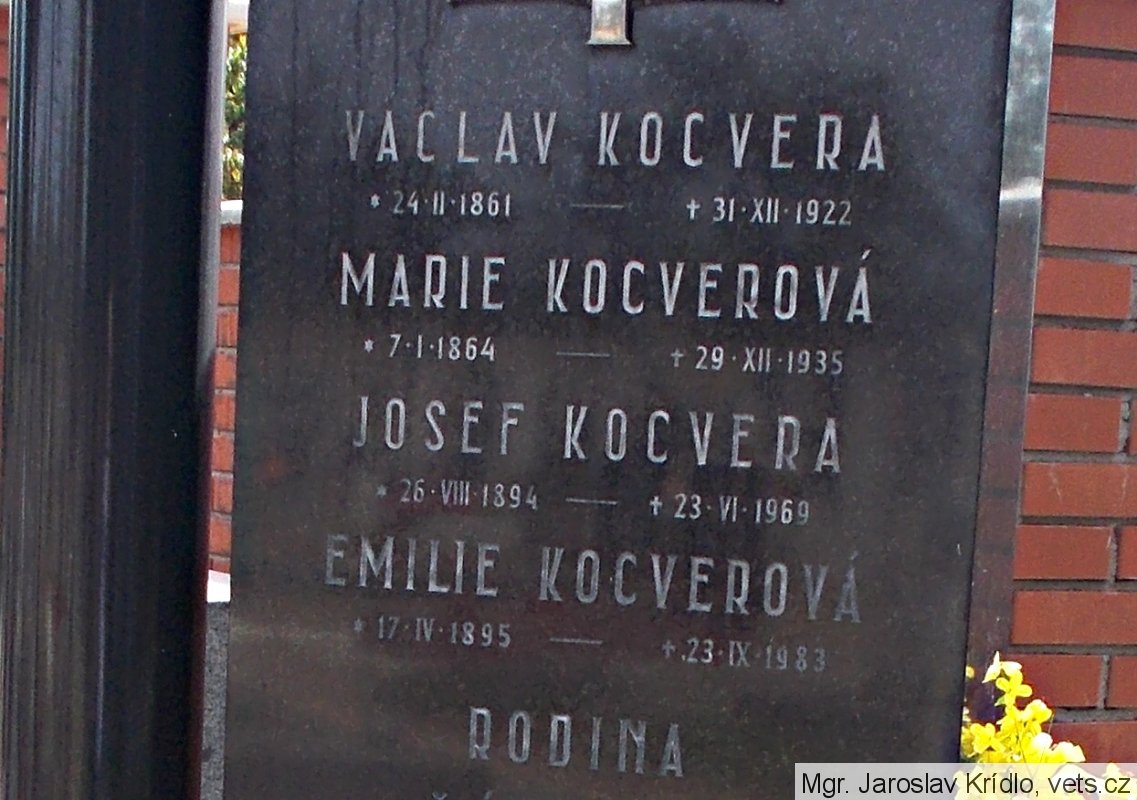 VACLAV KOCVERA
* 24·II·1861 — † 31·XII·1922
MARIE KOCVEROVÁ
* 7·I·1864 — † 29·XII·1935
JOSEF KOCVERA
* 26·VIII·1894 — † 23·VI·1969
EMILIE KOCVEROVÁ
* 17·IV·1895 — † 23·IX·1983
RODINA
Mgr. Jaroslav Krídlo, vets.cz